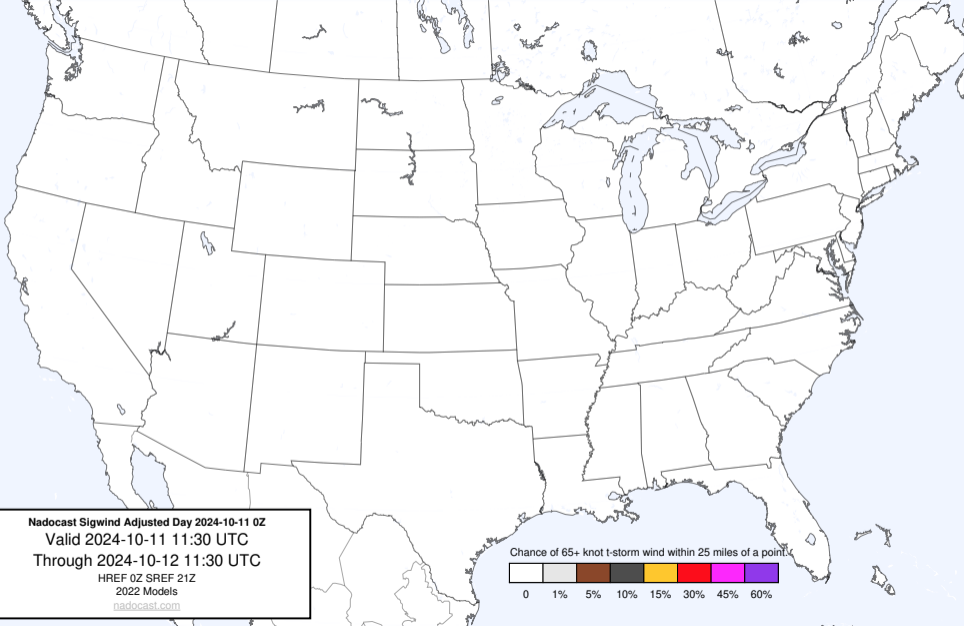 Nadocast Sigwind Adjusted Day 2024-10-11 0Z
Valid 2024-10-11 11:30 UTC
Through 2024-10-12 11:30 UTC
HREF 0Z SREF 21Z
2022 Models
nadocast.com
Chance of 65+ knot t-storm wind within 25 miles of a point.
0 1% 5% 10% 15% 30% 45% 60%